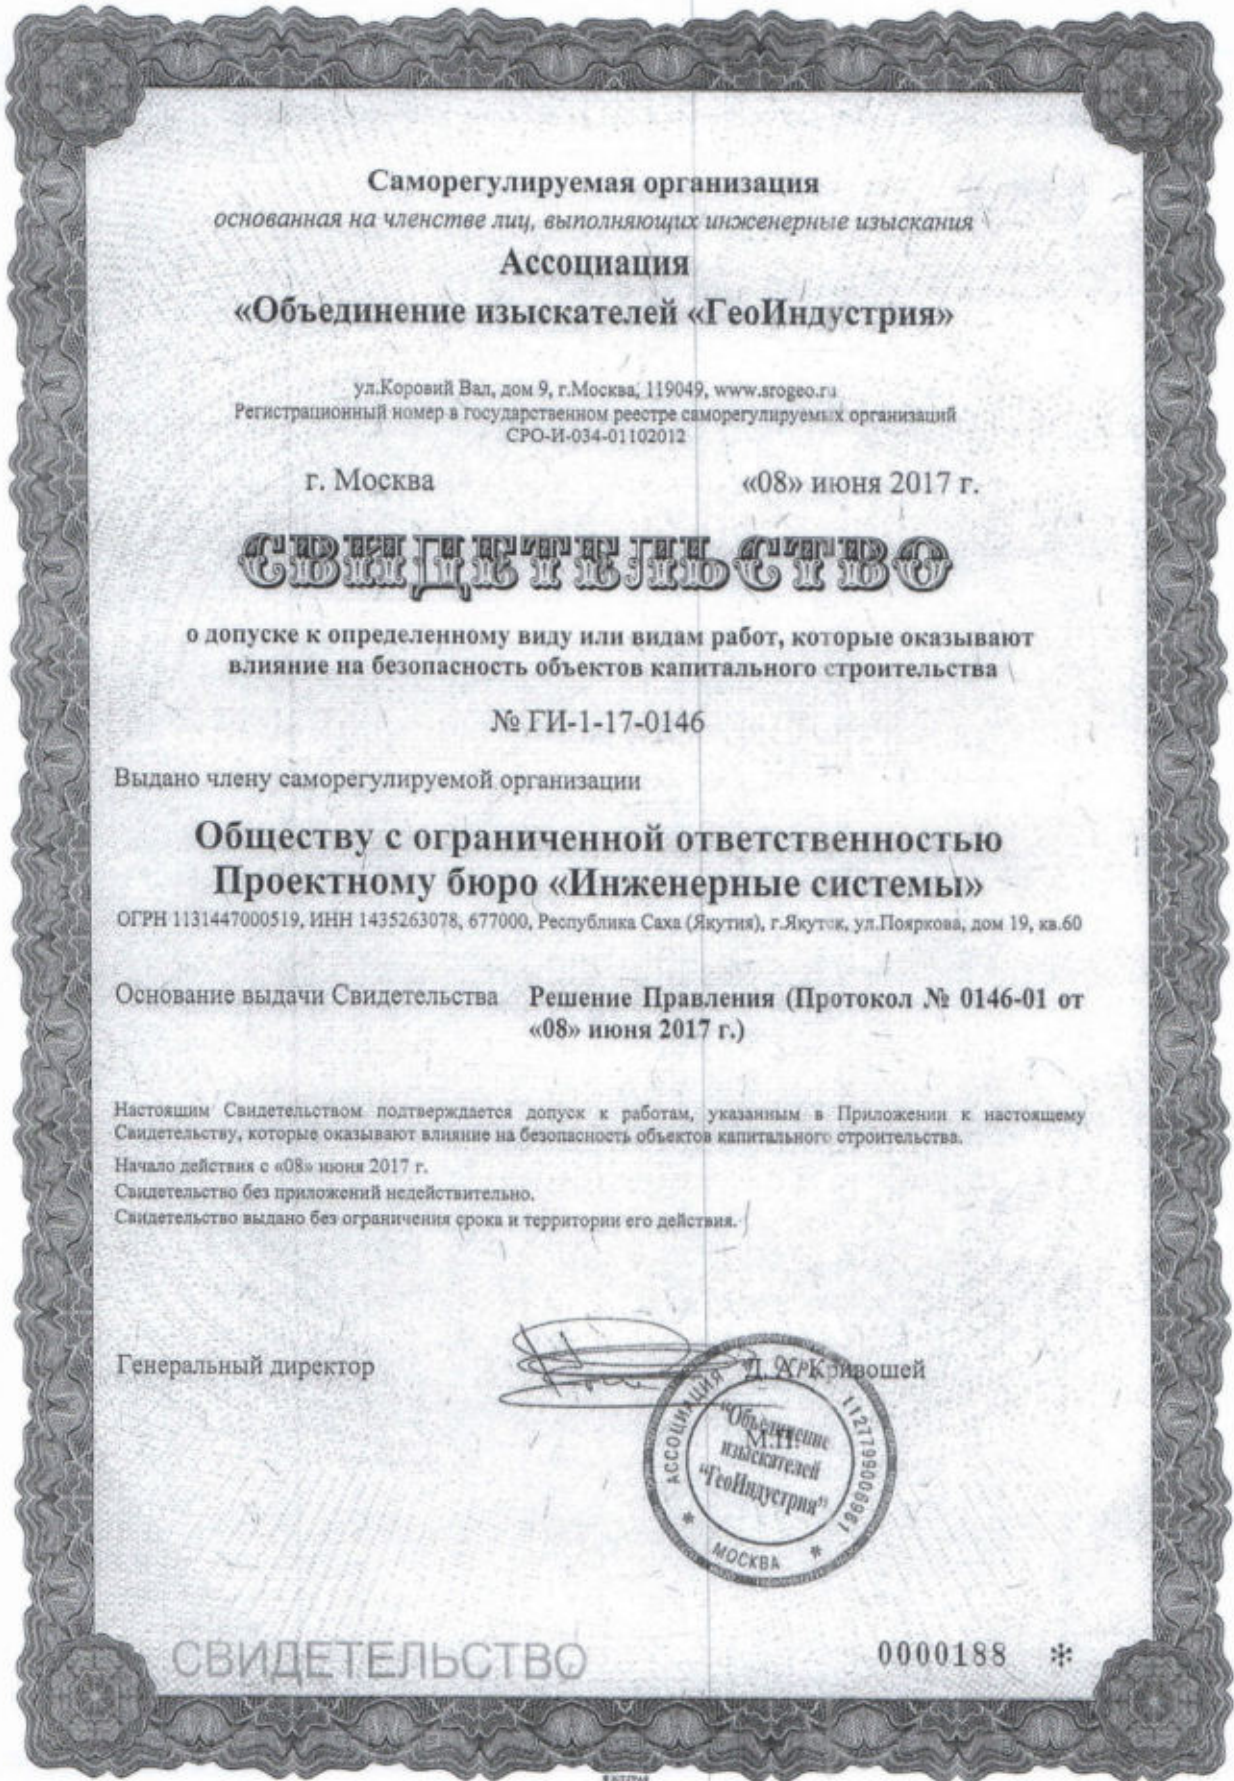 Саморегулируемая организация
основанная на членстве лиц, выполняющих инженерные изыскания
Ассоциация
«Объединение изыскателей «ГеоИндустрия»
ул.Коровий Вал, дом 9, г.Москва, 119049, www.srogeo.ru
Регистрационный номер в государственном реестре саморегулируемых организаций
СРО-И-034-01102012
г. Москва «08» июня 2017 г.
СВИДЕТЕЛЬСТВО
о допуске к определенному виду или видам работ, которые оказывают
влияние на безопасность объектов капитального строительства
№ ГИ-1-17-0146
Выдано члену саморегулируемой организации
Обществу с ограниченной ответственностью
Проектному бюро «Инженерные системы»
ОГРН 1131447000519, ИНН 1435263078, 677000, Республика Саха (Якутия), г.Якутск, ул.Пояркова, дом 19, кв.60
Основание выдачи Свидетельства Решение Правления (Протокол № 0146-01 от
«08» июня 2017 г.)
Настоящим Свидетельством подтверждается допуск к работам, указанным в Приложении к настоящему
Свидетельству, которые оказывают влияние на безопасность объектов капитального строительства.
Начало действия с «08» июня 2017 г.
Свидетельство без приложений недействительно.
Свидетельство выдано без ограничения срока и территории его действия.
Генеральный директор Д. А. Кривошей
М.П.
АССОЦИАЦИЯ
"Объединение
изыскателей
"ГеоИндустрия"
1127799006961
МОСКВА
СВИДЕТЕЛЬСТВО 0000188 *